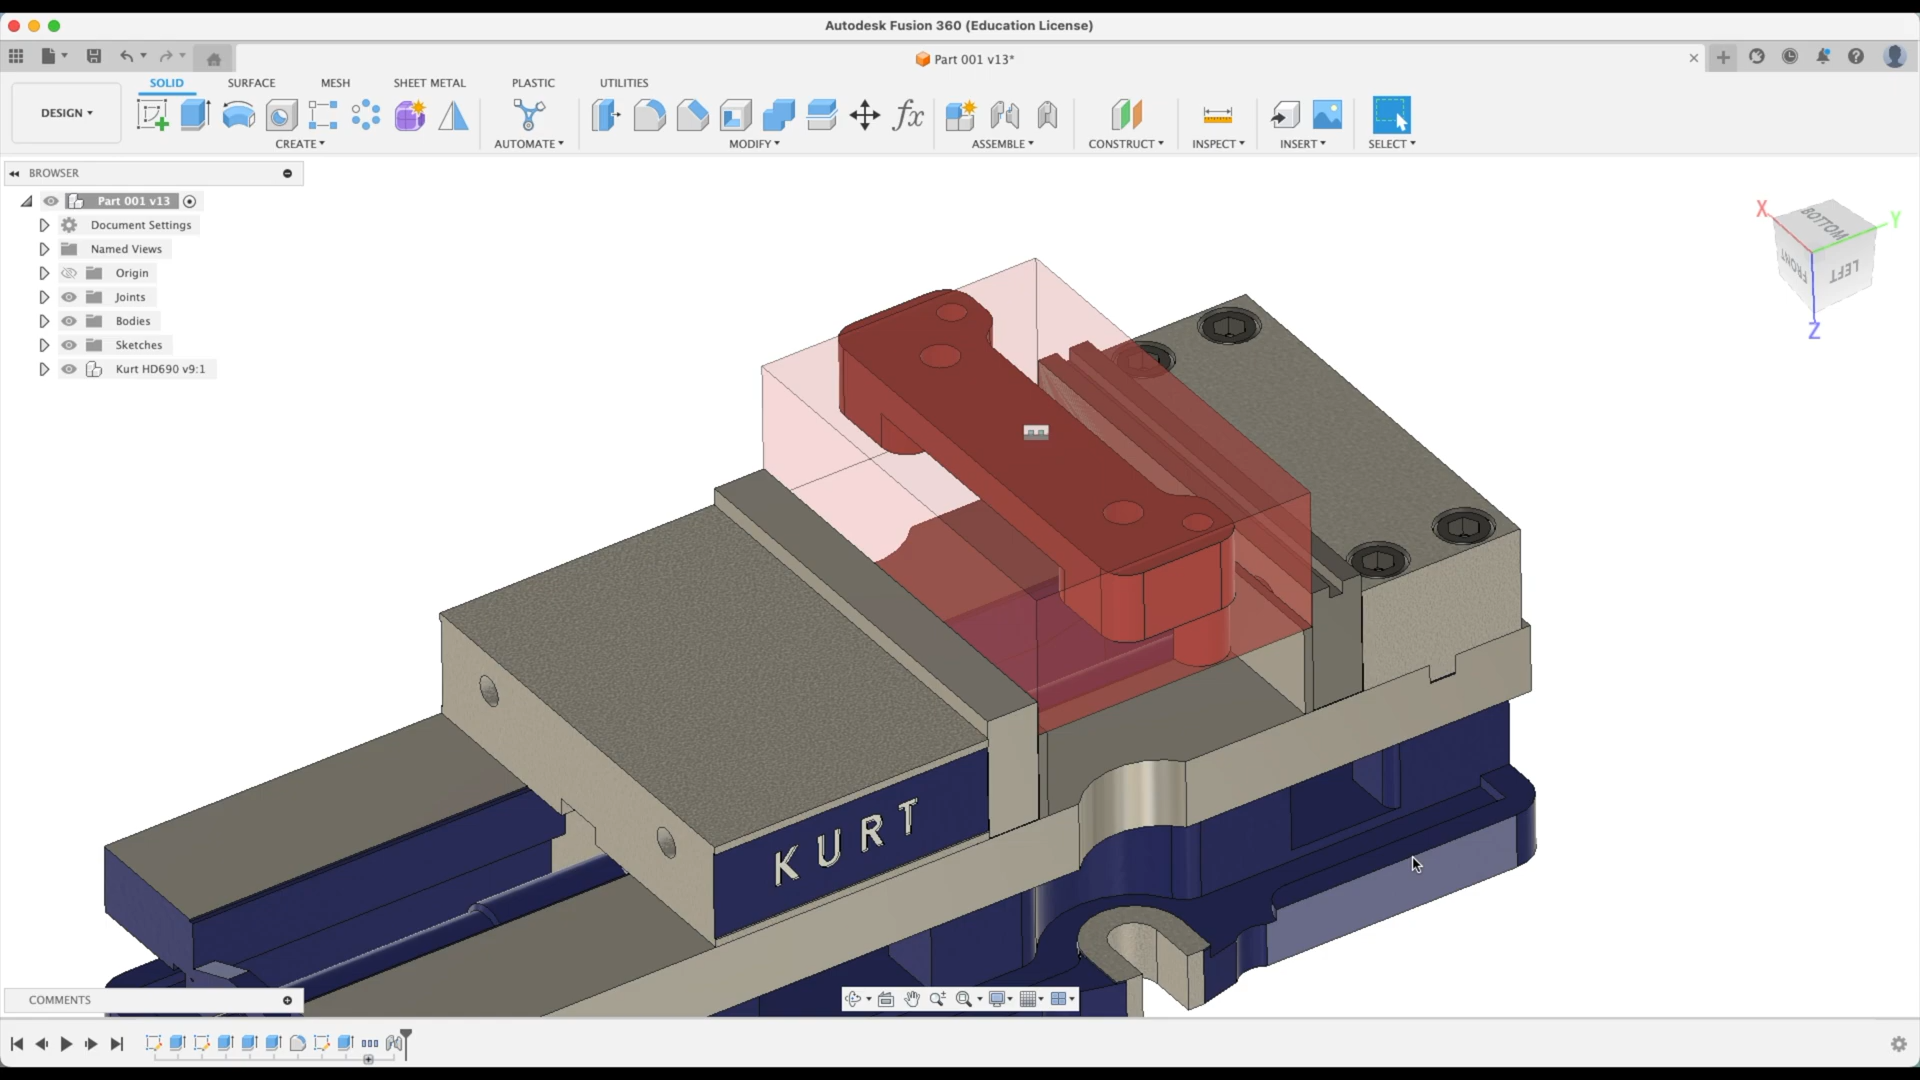 Autodesk Fusion 360 (Education License)
Part 001 v13*
SOLID
SURFACE
MESH
SHEET METAL
PLASTIC
UTILITIES
DESIGN
fx
CREATE
AUTOMATE
MODIFY
ASSEMBLE
CONSTRUCT
INSPECT
INSERT
SELECT
BROWSER
Part 001 v13
Document Settings
Named Views
Origin
Joints
Bodies
Sketches
Kurt HD690 v9:1
X
Y
BOTTOM
FRONT
LEFT
Z
KURT
COMMENTS